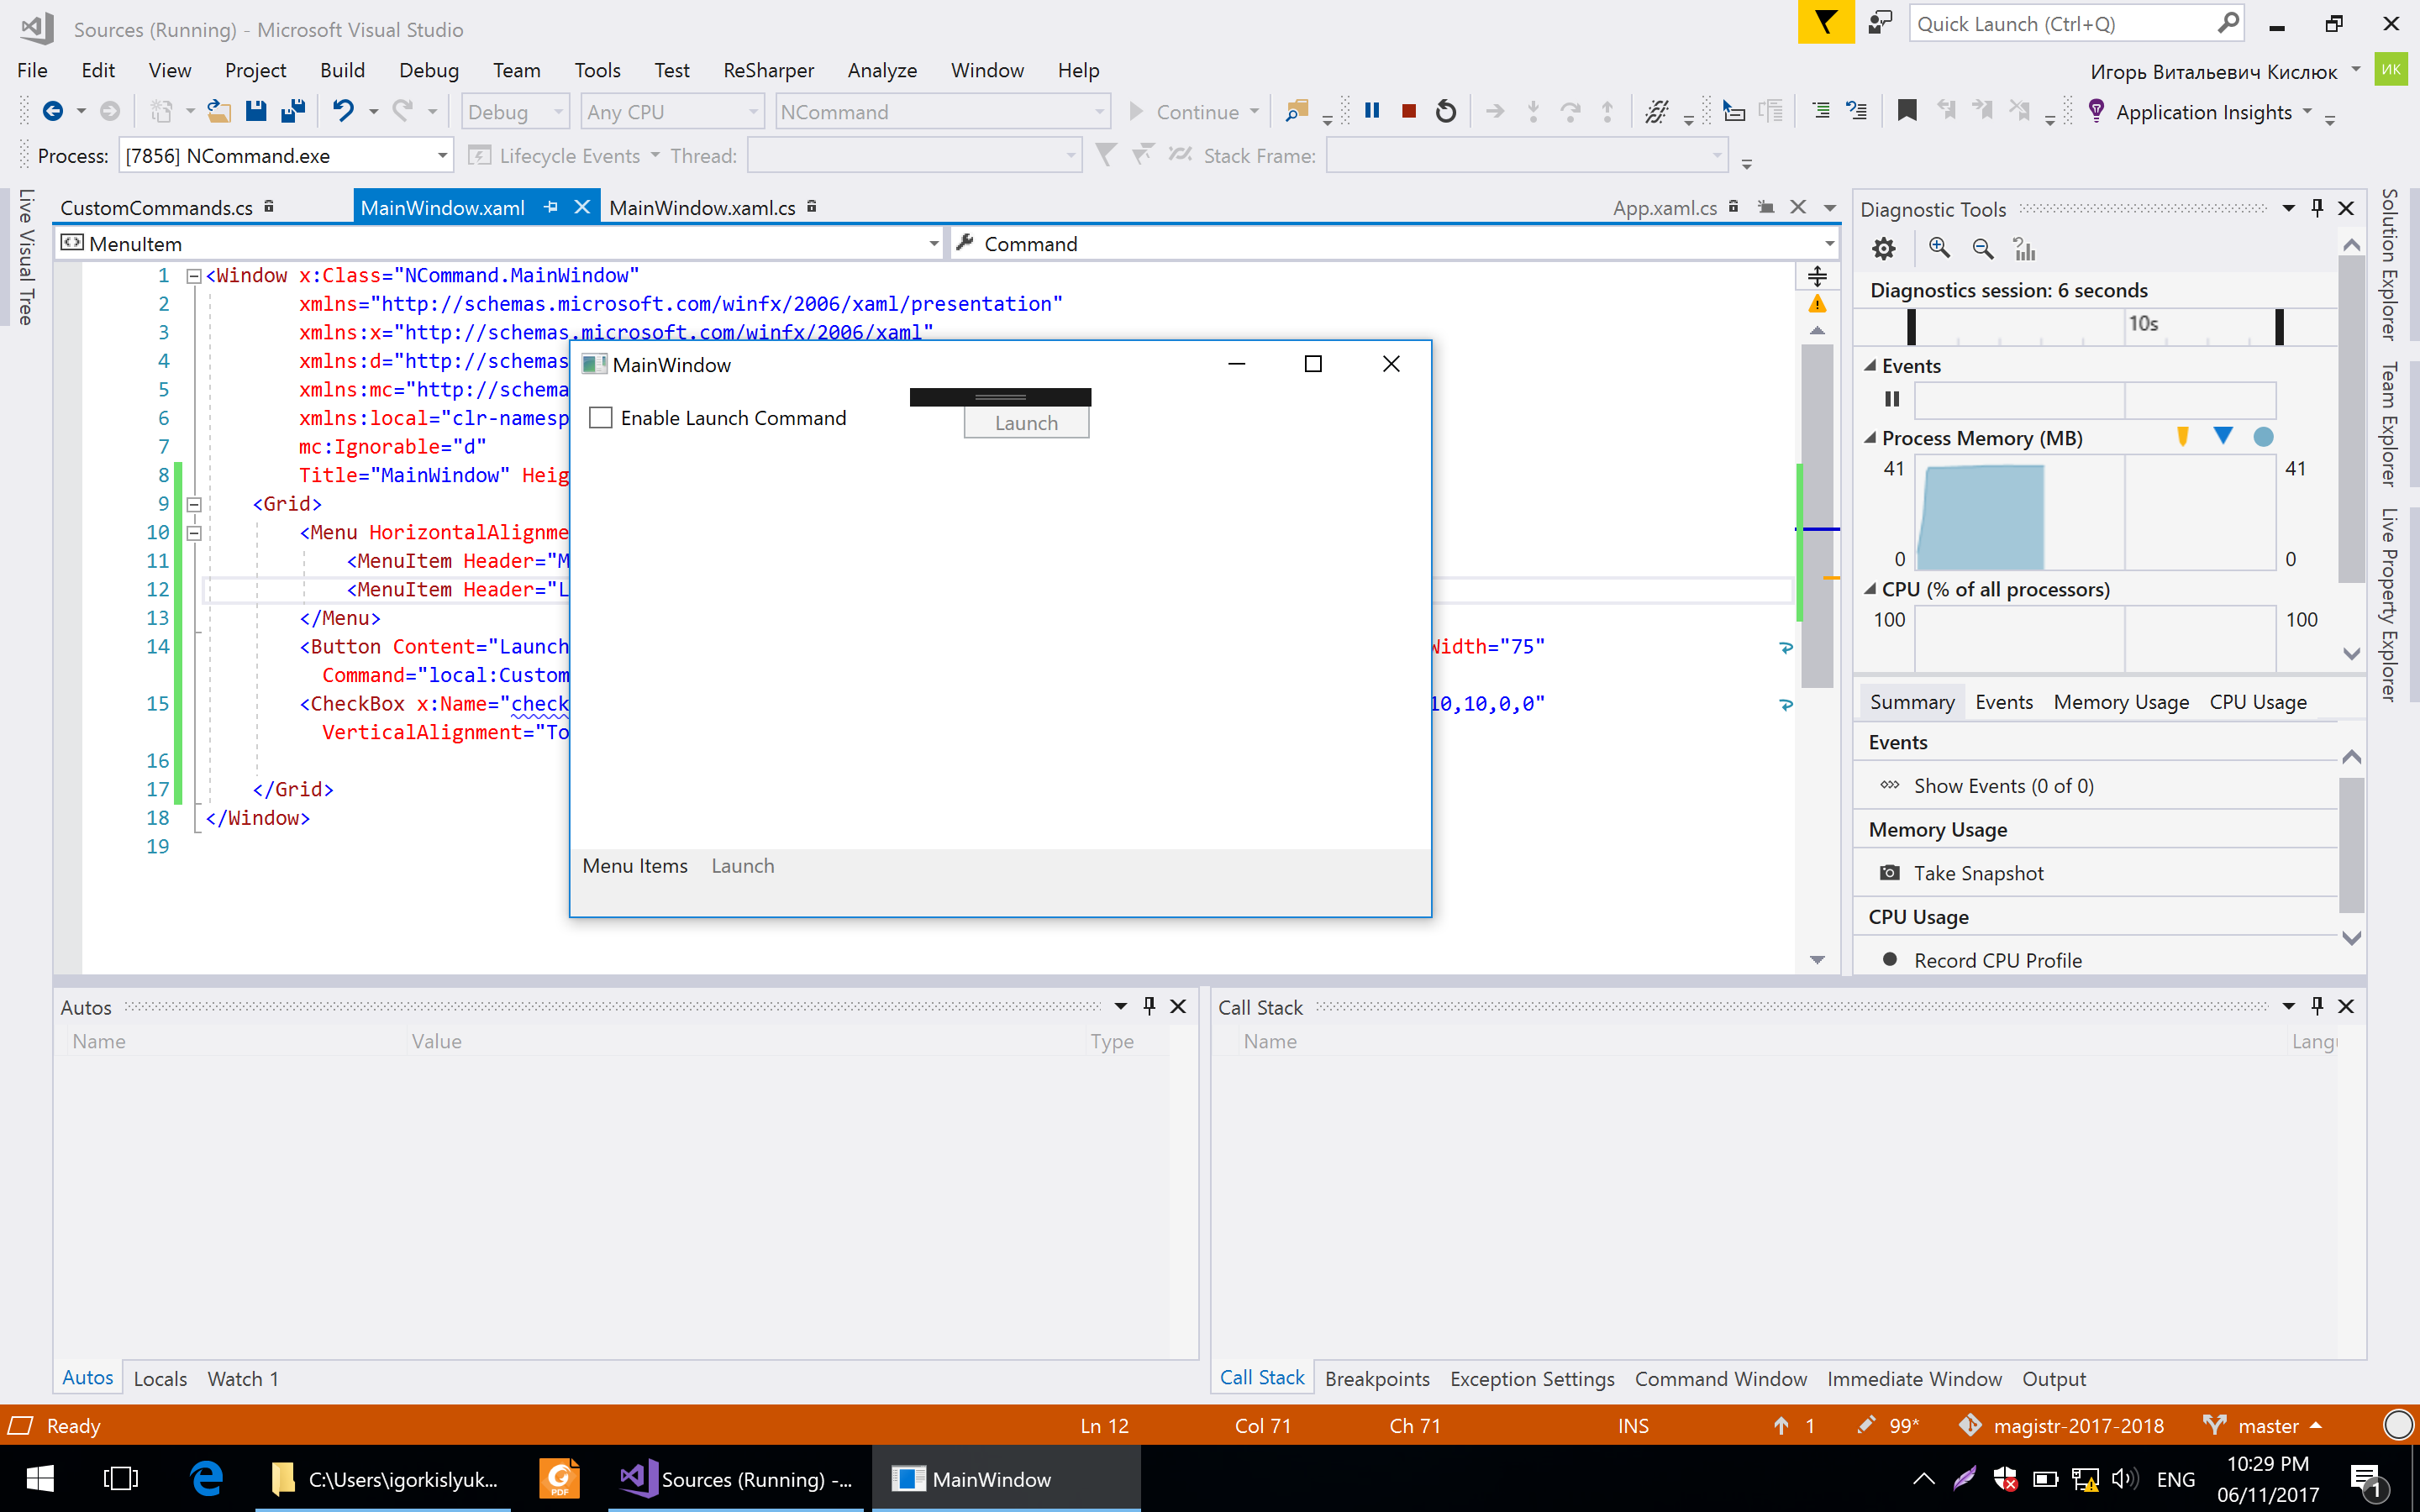 Sources (Running) - Microsoft Visual Studio
Quick Launch (Ctrl+Q)
File Edit View Project Build Debug Team Tools Test ReSharper Analyze Window Help
Игорь Витальевич Кислюк
ИК
Debug Any CPU NCommand Continue Application Insights
Process: [7856] NCommand.exe Lifecycle Events Thread: Stack Frame:
Live Visual Tree
CustomCommands.cs MainWindow.xaml MainWindow.xaml.cs App.xaml.cs
MenuItem Command
1 <Window x:Class="NCommand.MainWindow"
2 xmlns="http://schemas.microsoft.com/winfx/2006/xaml/presentation"
3 xmlns:x="http://schemas.microsoft.com/winfx/2006/xaml"
4 xmlns:d="http://schemas
5 xmlns:mc="http://schema
6 xmlns:local="clr-namesp
7 mc:Ignorable="d"
8 Title="MainWindow" Heig
9 <Grid>
10 <Menu HorizontalAlignme
11 <MenuItem Header="M
12 <MenuItem Header="L
13 </Menu>
14 <Button Content="Launch Width="75"
Command="local:Custom
15 <CheckBox x:Name="check 10,10,0,0"
VerticalAlignment="To
16
17 </Grid>
18 </Window>
19
MainWindow
Enable Launch Command
Launch
Menu Items Launch
Diagnostic Tools
Diagnostics session: 6 seconds
10s
Events
Process Memory (MB)
41 41
0 0
CPU (% of all processors)
100 100
Summary Events Memory Usage CPU Usage
Events
Show Events (0 of 0)
Memory Usage
Take Snapshot
CPU Usage
Record CPU Profile
Solution Explorer
Team Explorer
Live Property Explorer
Autos
Name Value Type
Autos Locals Watch 1
Call Stack
Name Langu
Call Stack Breakpoints Exception Settings Command Window Immediate Window Output
Ready Ln 12 Col 71 Ch 71 INS 1 99* magistr-2017-2018 master
C:\Users\igorkislyuk... PDF Sources (Running) -... MainWindow
ENG
10:29 PM
06/11/2017
1